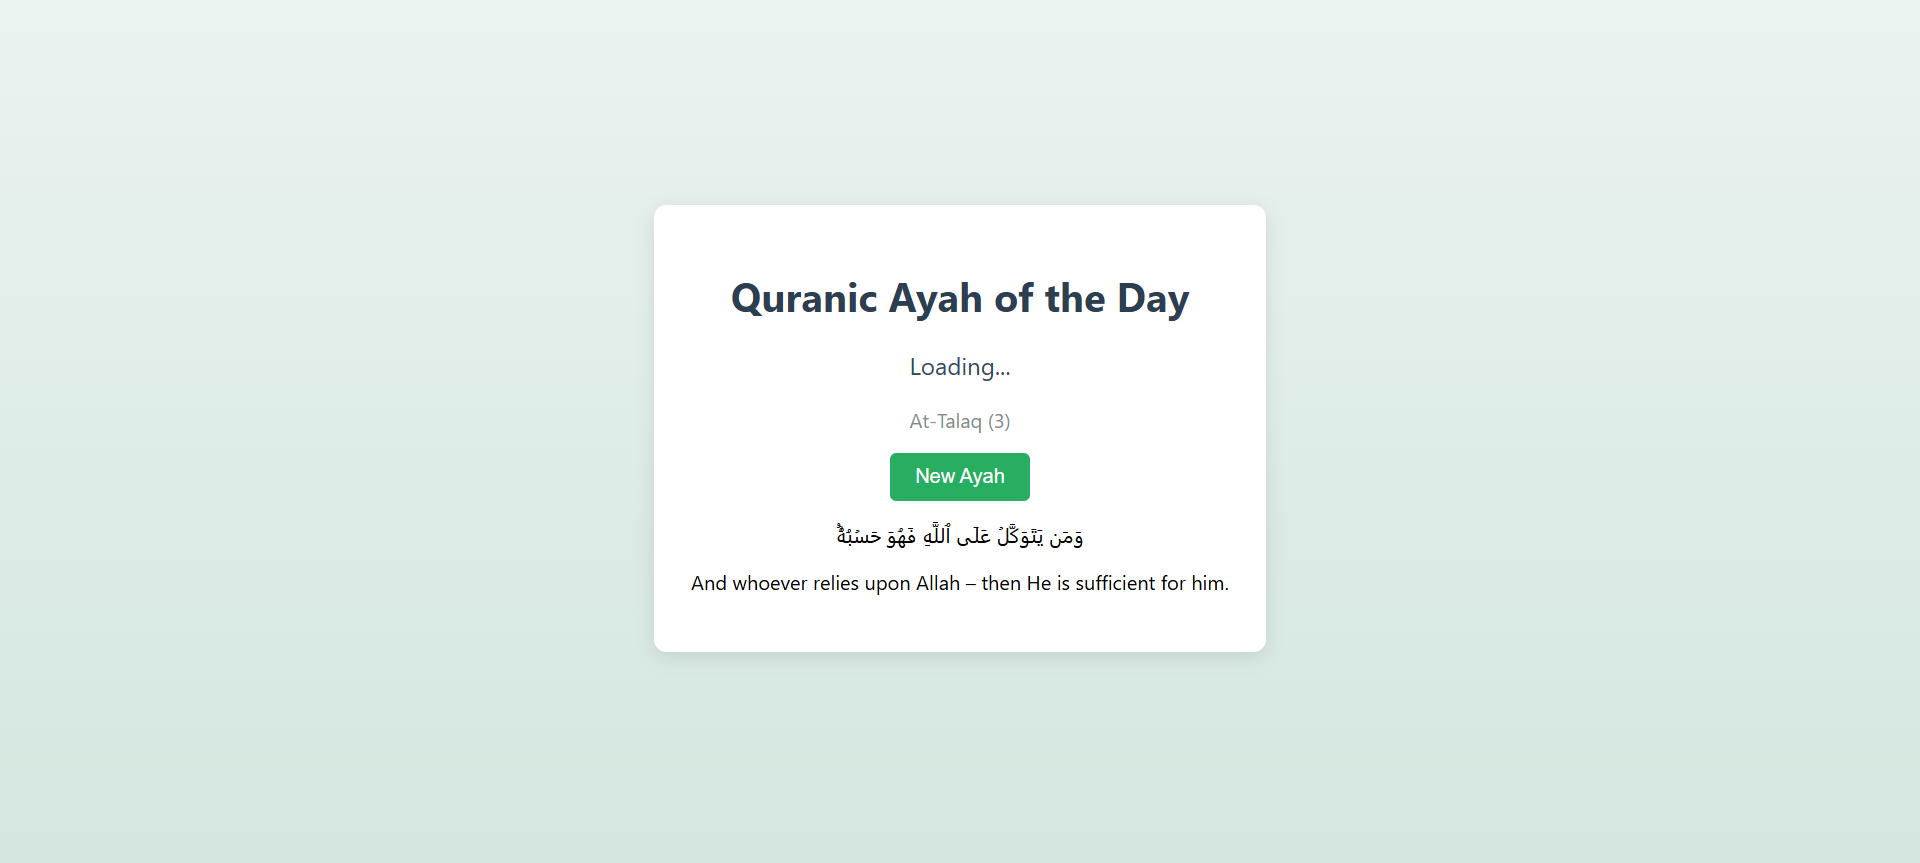 Quranic Ayah of the Day
Loading...
At-Talaq (3)
New Ayah
وَمَن يَتَوَكَّلْ عَلَى ٱللَّهِ فَهُوَ حَسْبُهُۥٓ
And whoever relies upon Allah – then He is sufficient for him.